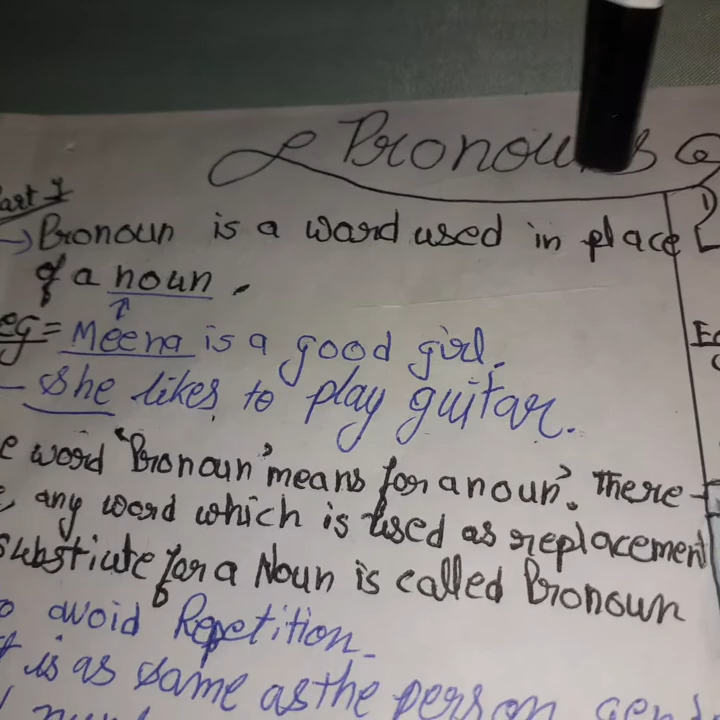 Pronouns
Part 1
→ Pronoun is a word used in place
of a noun.
eg = Meena is a good girl.
– She likes to play guitar.
word "Pronoun" means for a noun'. There-
any word which is used as replacement
substiute for a Noun is called Pronoun
avoid Repetition.
is as same as the person